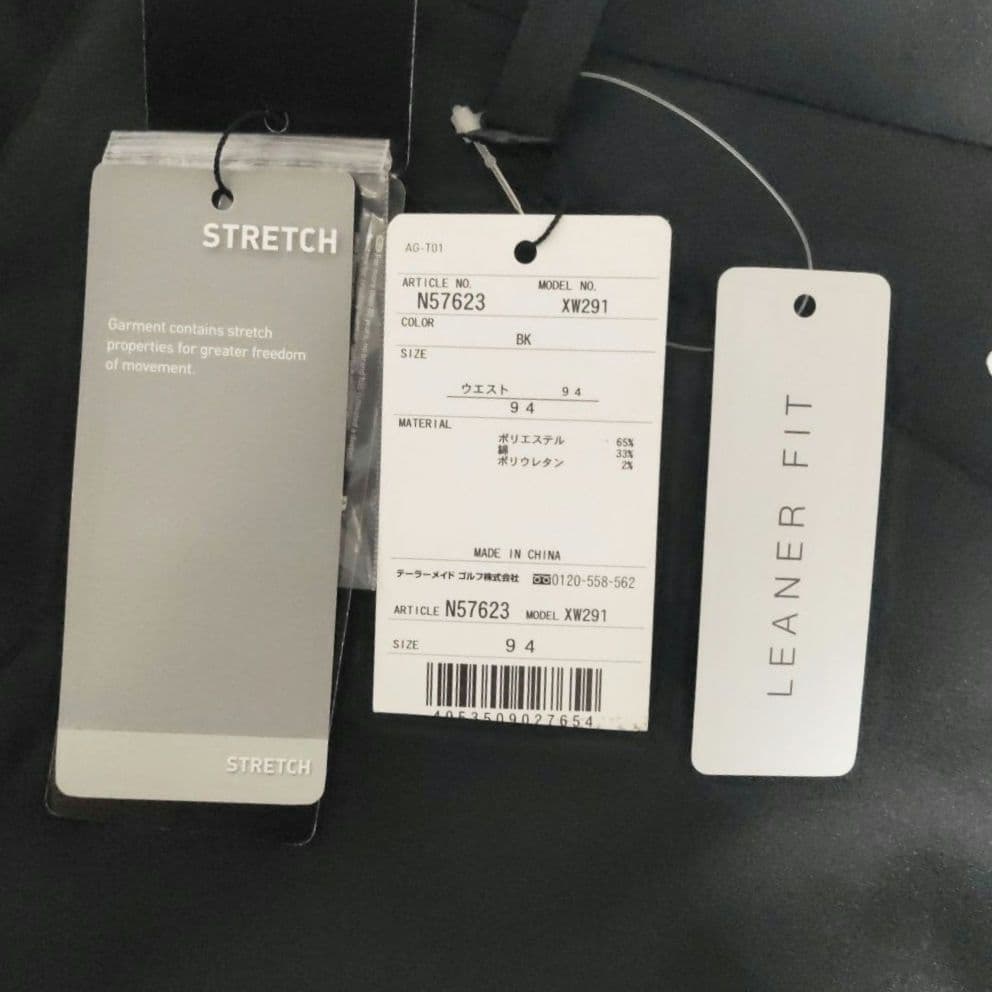 STRETCH
Garment contains stretch
properties for greater freedom
of movement.
STRETCH
AG-T01
ARTICLE NO. MODEL NO.
N57623 XW291
COLOR
BK
SIZE
ウエスト 94
94
MATERIAL
ポリエステル 65%
綿 33%
ポリウレタン 2%
MADE IN CHINA
テーラーメイド ゴルフ株式会社 0120-558-562
ARTICLE N57623 MODEL XW291
SIZE 94
4053509027654
LEANER FIT